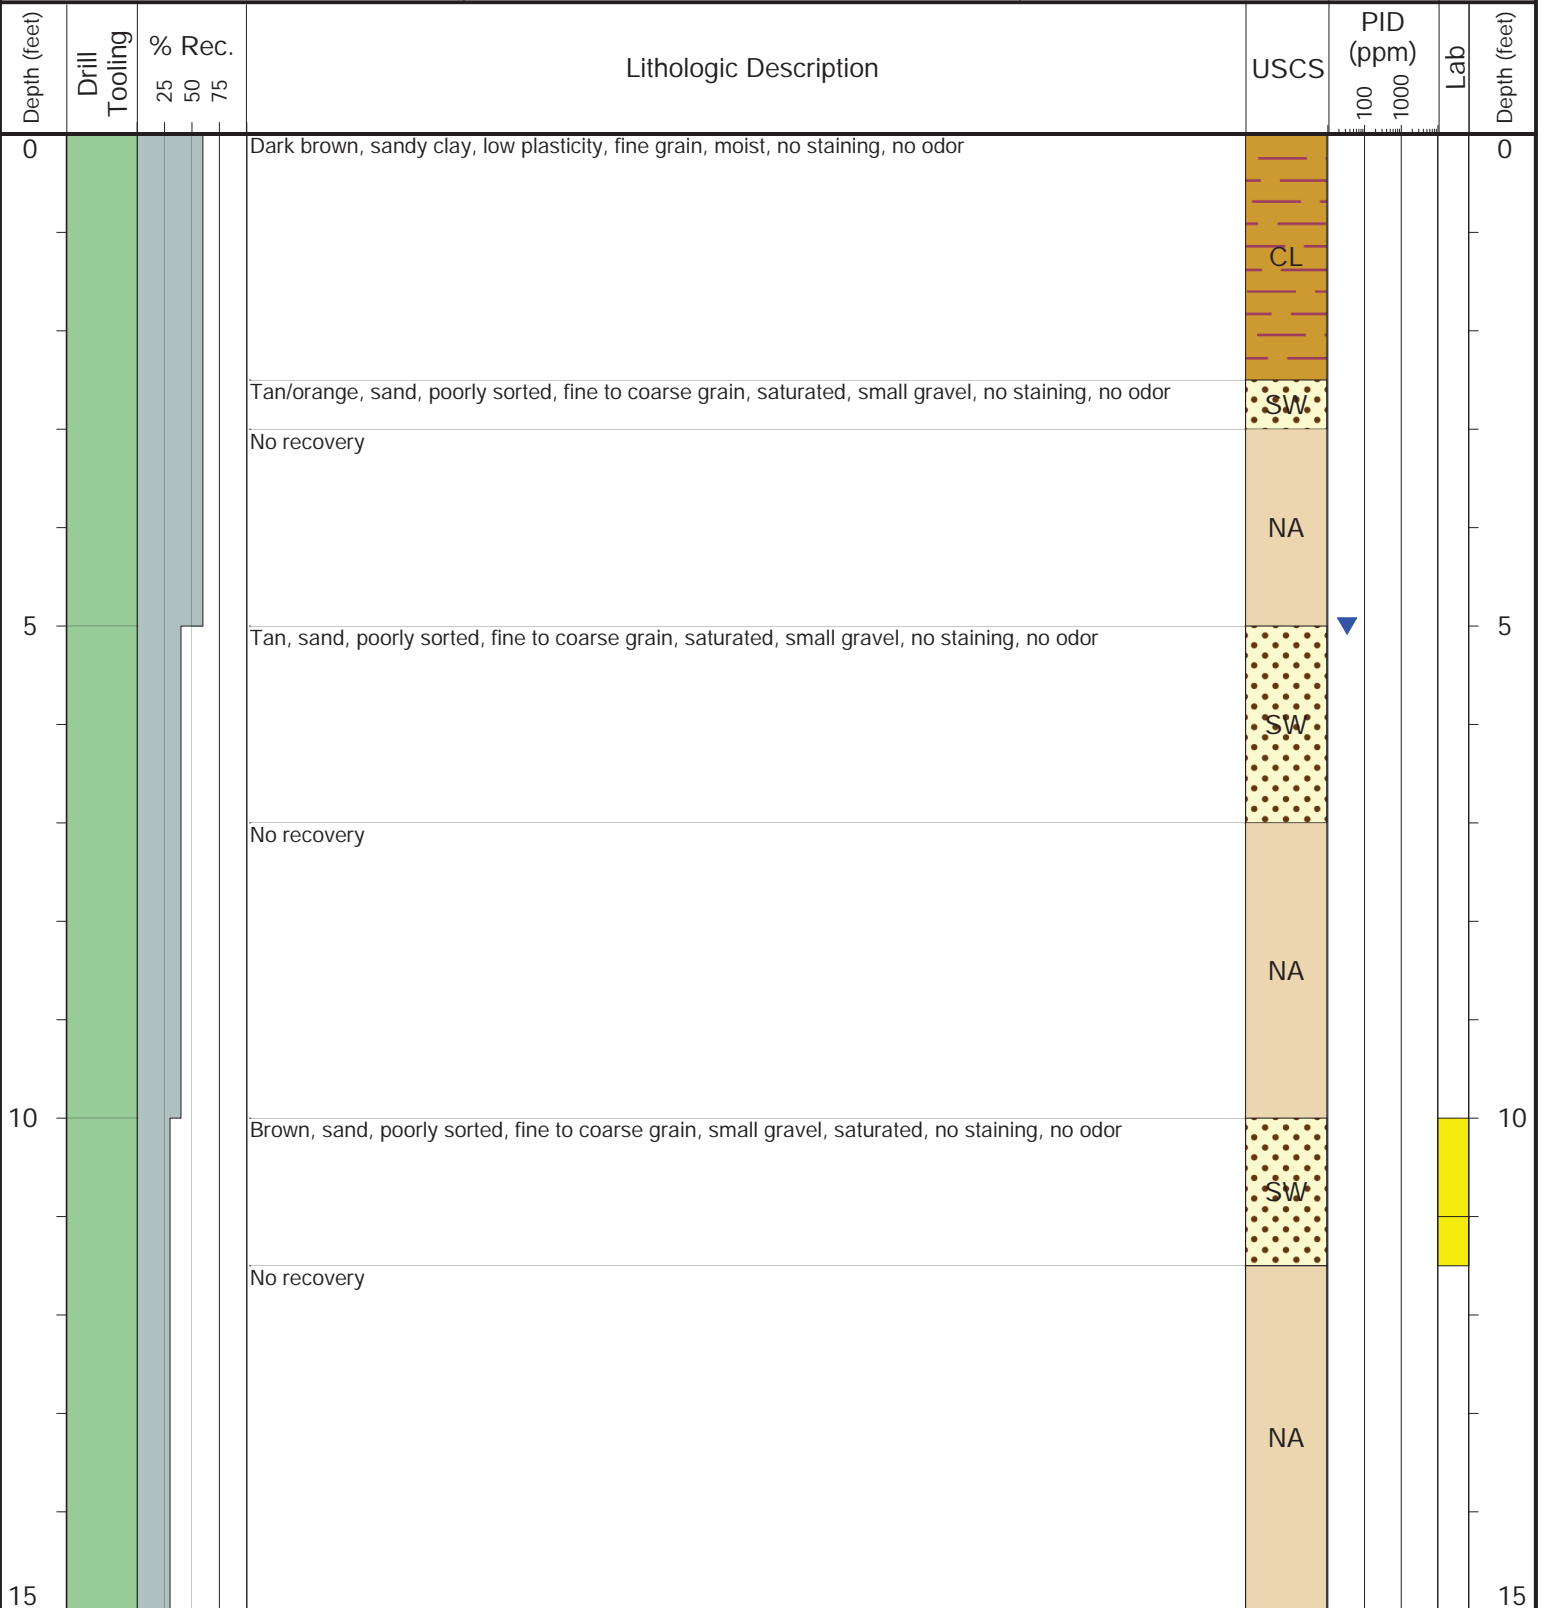 Depth (feet)
Drill
Tooling
% Rec.
25
50
75
Lithologic Description
USCS
PID
(ppm)
100
1000
Lab
Depth (feet)
0
Dark brown, sandy clay, low plasticity, fine grain, moist, no staining, no odor
0
CL
Tan/orange, sand, poorly sorted, fine to coarse grain, saturated, small gravel, no staining, no odor
SW
No recovery
NA
5
Tan, sand, poorly sorted, fine to coarse grain, saturated, small gravel, no staining, no odor
5
SW
No recovery
NA
10
Brown, sand, poorly sorted, fine to coarse grain, small gravel, saturated, no staining, no odor
10
SW
No recovery
NA
15
15